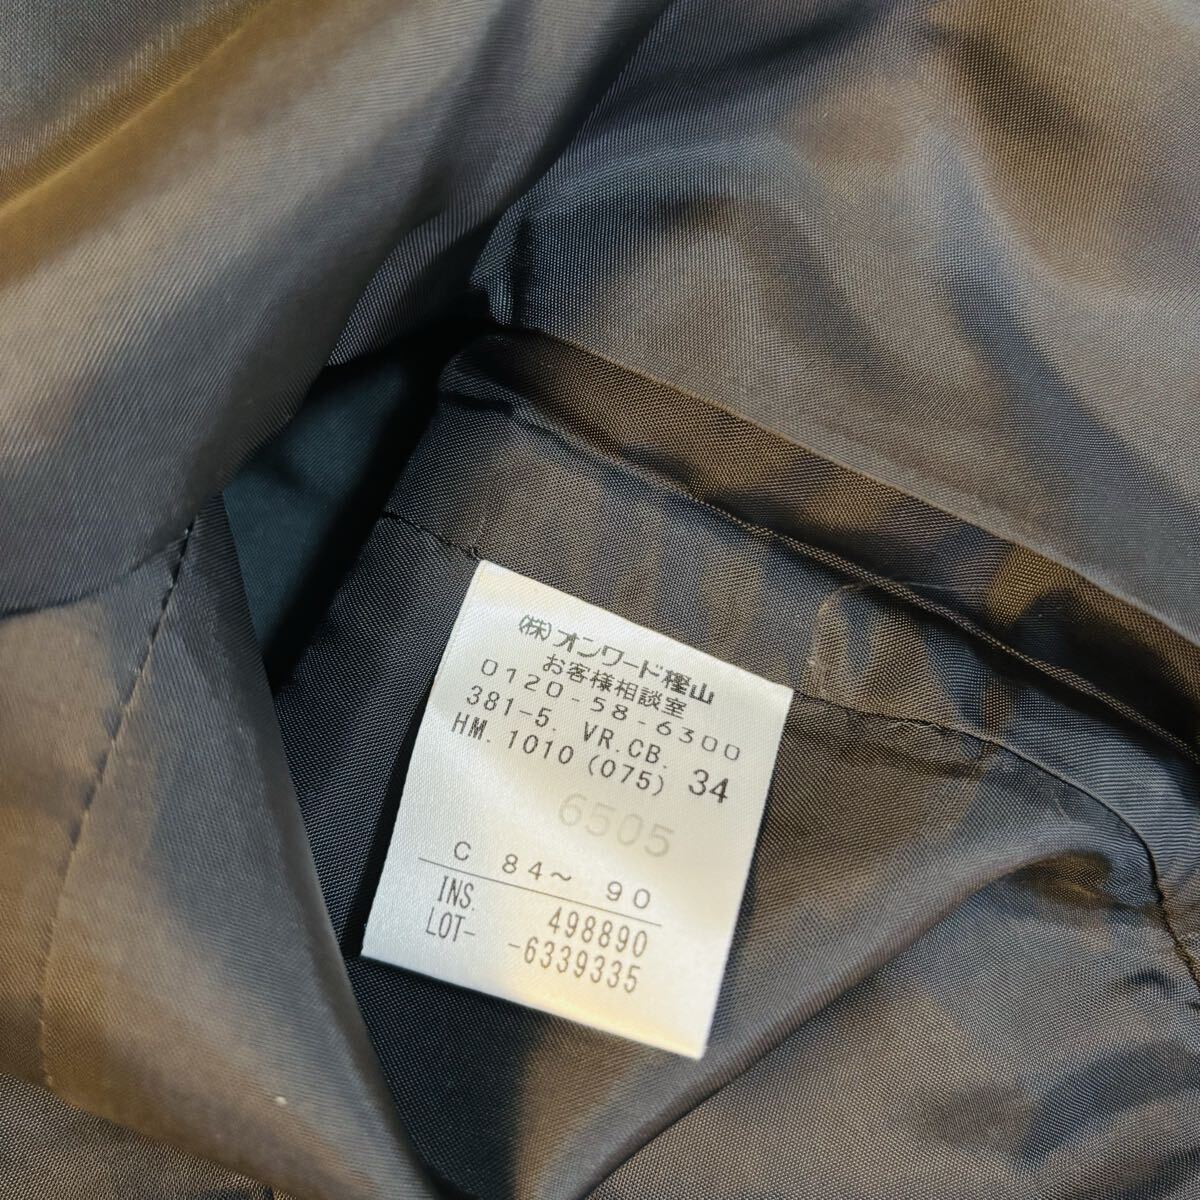 (株)オンワード樫山
お客様相談室
0120-58-6300
381-5. VR.CB. 34
HM. 1010(075)
6505
C 84～ 90
INS. 498890
LOT- -6339335